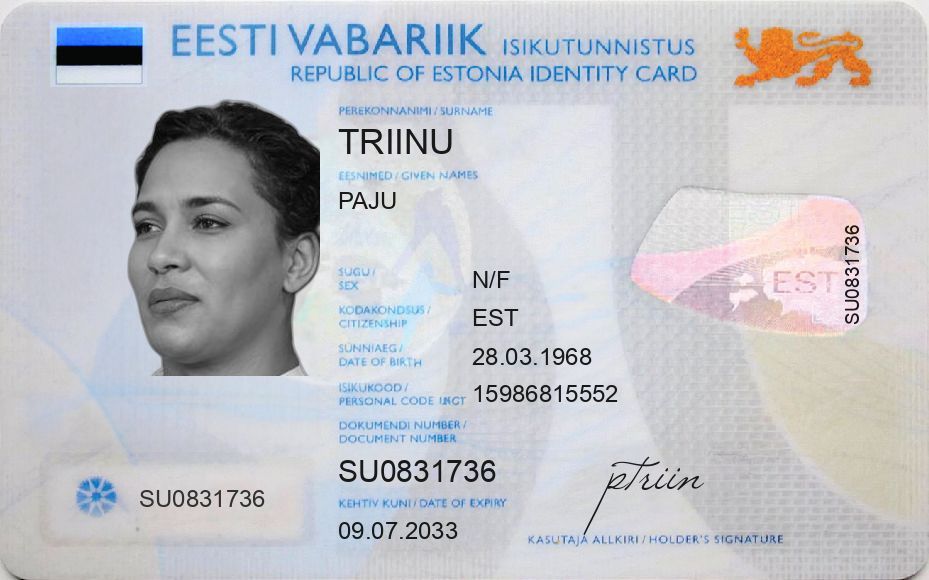 EESTI VABARIIK ISIKUTUNNISTUS
REPUBLIC OF ESTONIA IDENTITY CARD
PEREKONNANIMI / SURNAME
TRIINU
EESNIMED / GIVEN NAMES
PAJU
SUGU /
SEX
N/F
KODAKONDSUS /
CITIZENSHIP
EST
SÜNNIAEG /
DATE OF BIRTH
28.03.1968
ISIKUKOOD /
PERSONAL CODE
15986815552
DOKUMENDI NUMBER /
DOCUMENT NUMBER
SU0831736
KEHTIV KUNI / DATE OF EXPIRY
09.07.2033
SU0831736
EST
SU0831736
pTriin
KASUTAJA ALLKIRI / HOLDER'S SIGNATURE